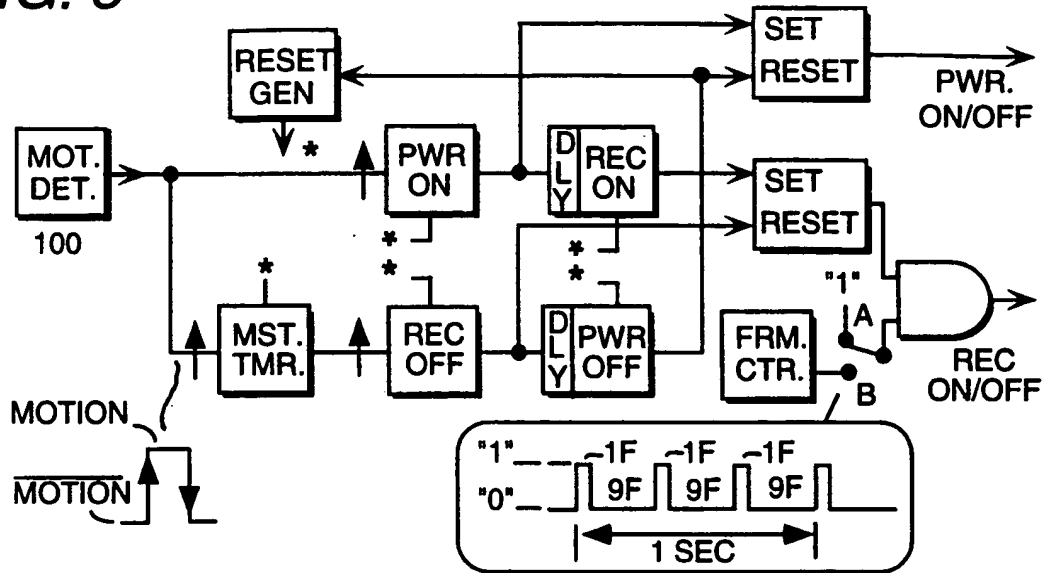 RESET
GEN
*
SET
RESET
PWR.
ON/OFF
MOT.
DET.
100
PWR
ON
DLY
REC
ON
SET
RESET
*
*
*
*
*
MST.
TMR.
REC
OFF
DLY
PWR
OFF
FRM.
CTR.
"1"
A
B
REC
ON/OFF
MOTION
MOTION
"1"
"0"
~1F
~1F
~1F
9F
9F
9F
1 SEC